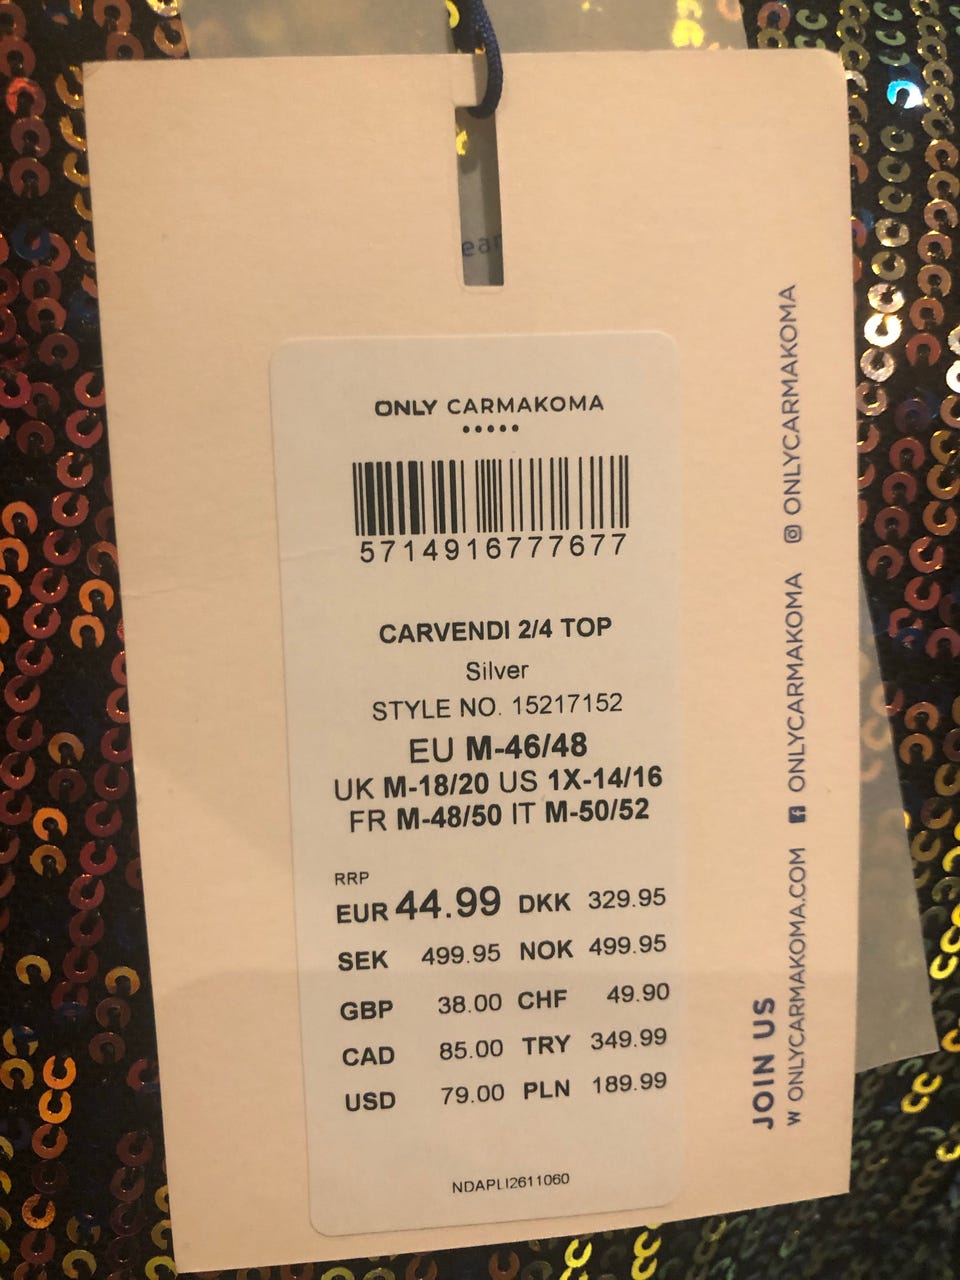 ear
ONLY CARMAKOMA
5714916777677
CARVENDI 2/4 TOP
Silver
STYLE NO. 15217152
EU M-46/48
UK M-18/20 US 1X-14/16
FR M-48/50 IT M-50/52
RRP
EUR 44.99 DKK 329.95
SEK 499.95 NOK 499.95
GBP 38.00 CHF 49.90
CAD 85.00 TRY 349.99
USD 79.00 PLN 189.99
NDAPLI2611060
JOIN US
W ONLYCARMAKOMA.COM ONLYCARMAKOMA ONLYCARMAKOMA